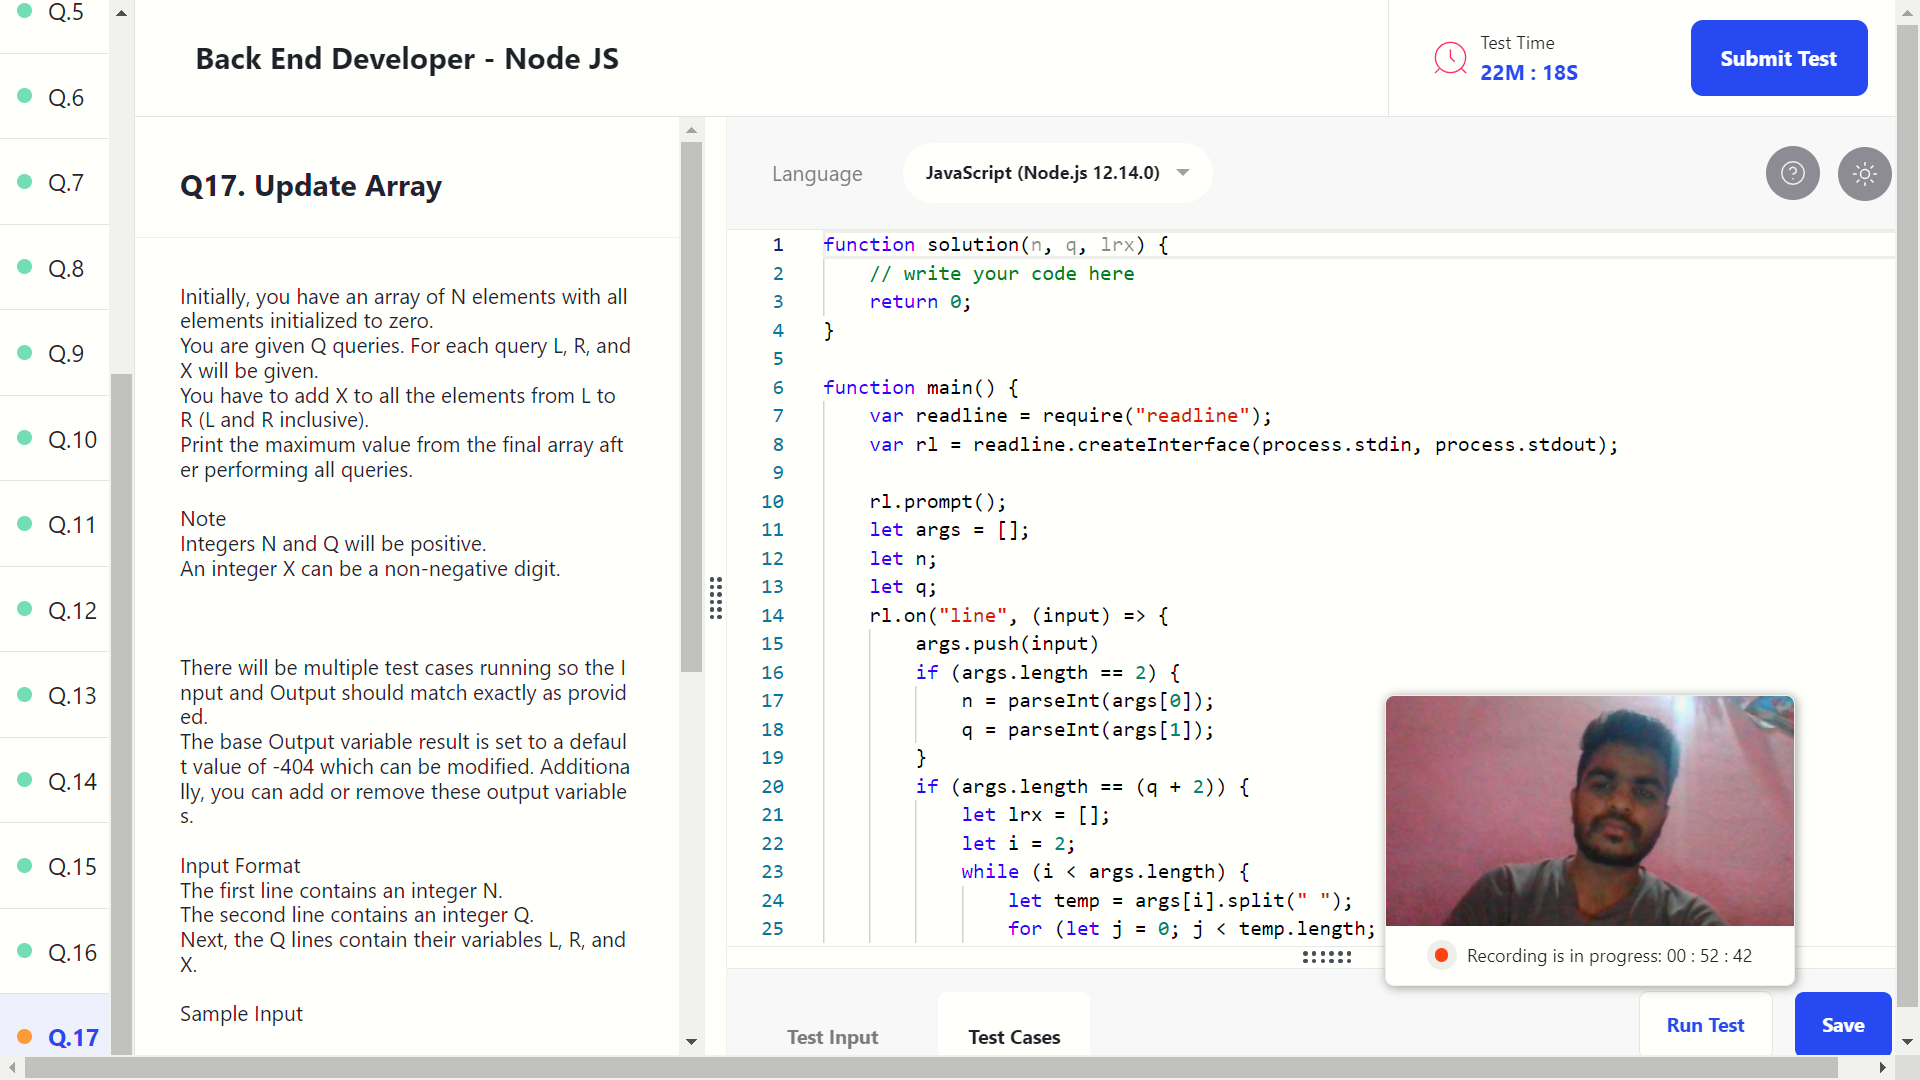 Q.5
Q.6
Q.7
Q.8
Q.9
Q.10
Q.11
Q.12
Q.13
Q.14
Q.15
Q.16
Q.17
Back End Developer - Node JS
Test Time
22M : 18S
Submit Test
Q17. Update Array
Initially, you have an array of N elements with all
elements initialized to zero.
You are given Q queries. For each query L, R, and
X will be given.
You have to add X to all the elements from L to
R (L and R inclusive).
Print the maximum value from the final array aft
er performing all queries.
Note
Integers N and Q will be positive.
An integer X can be a non-negative digit.
There will be multiple test cases running so the I
nput and Output should match exactly as provid
ed.
The base Output variable result is set to a defaul
t value of -404 which can be modified. Additiona
lly, you can add or remove these output variable
s.
Input Format
The first line contains an integer N.
The second line contains an integer Q.
Next, the Q lines contain their variables L, R, and
X.
Sample Input
Language
JavaScript (Node.js 12.14.0)
1 function solution(n, q, lrx) {
2 // write your code here
3 return 0;
4 }
5
6 function main() {
7 var readline = require("readline");
8 var rl = readline.createInterface(process.stdin, process.stdout);
9
10 rl.prompt();
11 let args = [];
12 let n;
13 let q;
14 rl.on("line", (input) => {
15 args.push(input)
16 if (args.length == 2) {
17 n = parseInt(args[0]);
18 q = parseInt(args[1]);
19 }
20 if (args.length == (q + 2)) {
21 let lrx = [];
22 let i = 2;
23 while (i < args.length) {
24 let temp = args[i].split(" ");
25 for (let j = 0; j < temp.length;
Recording is in progress: 00 : 52 : 42
Test Input
Test Cases
Run Test
Save